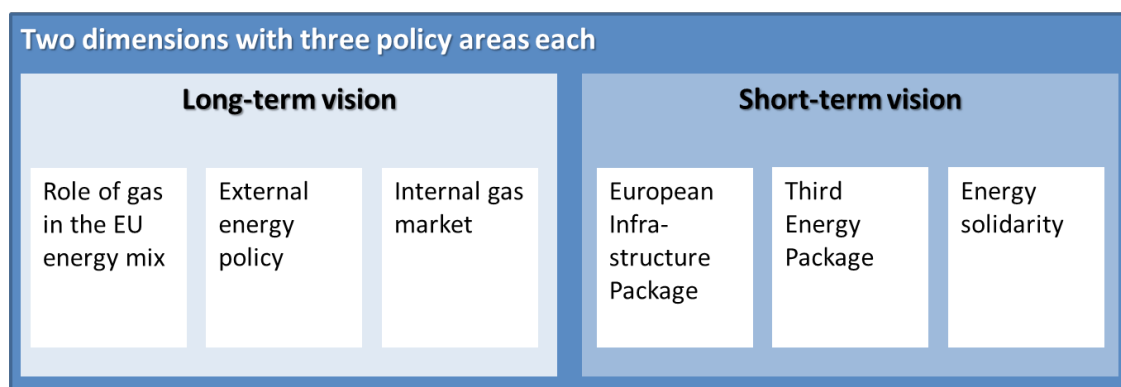 Two dimensions with three policy areas each
Long-term vision
Role of gas
in the EU
energy mix
External
energy
policy
Internal gas
market
Short-term vision
European
Infra-
structure
Package
Third
Energy
Package
Energy
solidarity